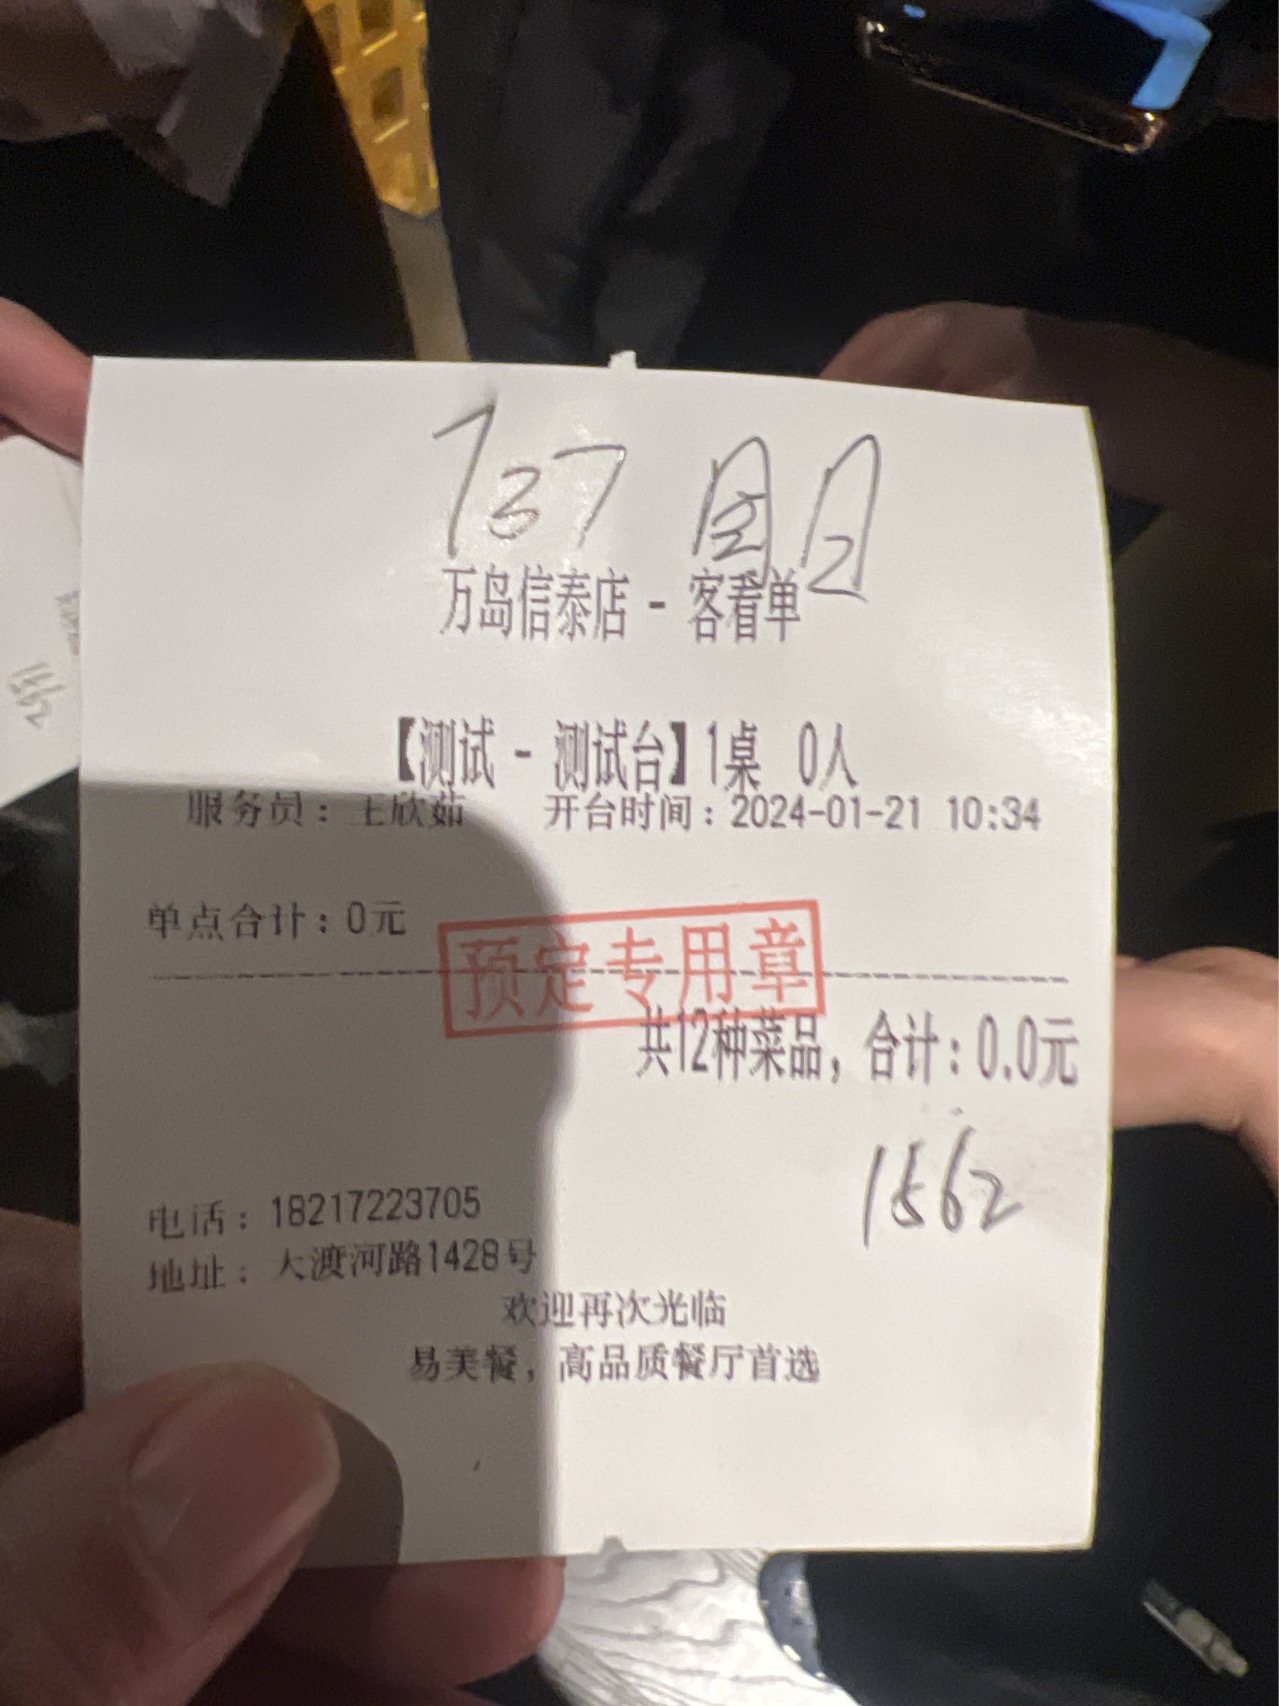 737
万岛信泰店 - 客看单
【测试 - 测试台】1桌 0人
服务员：王欣茹 开台时间：2024-01-21 10:34
单点合计：0元
预定专用章
共12种菜品，合计：0.0元
1562
电话：18217223705
地址：大渡河路1428号
欢迎再次光临
易美餐，高品质餐厅首选